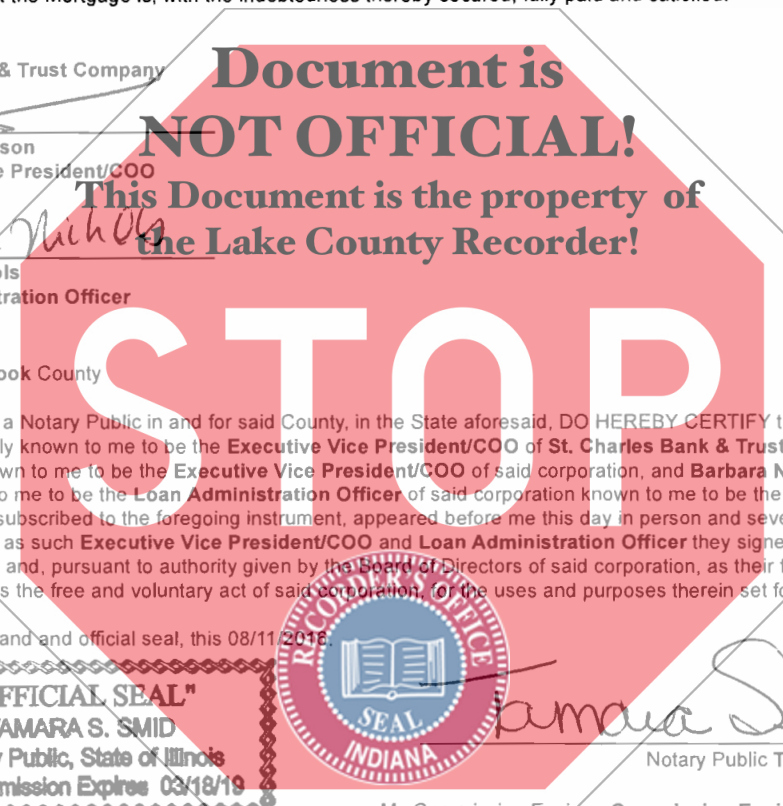 the Mortgage is, with the indebtedness thereby secured, fully paid and satisfied.
& Trust Company
Document is
NOT OFFICIAL!
son
President/COO
This Document is the property of
the Lake County Recorder!
Nichols
ols
tration Officer
STOP
ook County
a Notary Public in and for said County, in the State aforesaid, DO HEREBY CERTIFY t
ly known to me to be the Executive Vice President/COO of St. Charles Bank & Trust
wn to me to be the Executive Vice President/COO of said corporation, and Barbara N
o me to be the Loan Administration Officer of said corporation known to me to be the
subscribed to the foregoing instrument, appeared before me this day in person and seve
as such Executive Vice President/COO and Loan Administration Officer they signe
and, pursuant to authority given by the Board of Directors of said corporation, as their f
s the free and voluntary act of said corporation, for the uses and purposes therein set fo
and and official seal, this 08/11/2018.
RECORDER'S OFFICE
SEAL
INDIANA
FFICIAL SEAL"
TAMARA S. SMID
y Public, State of Illinois
mission Expires 03/18/19
Tamara S
Notary Public T